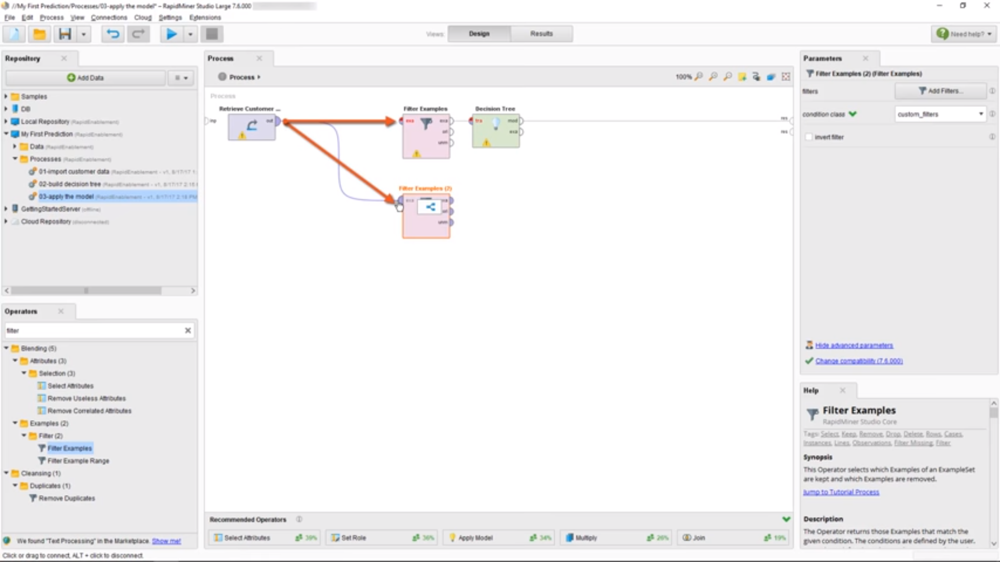 //My First Prediction/Processes/03-apply the model* – RapidMiner Studio Large 7.6.000
File Edit Process View Connections Cloud Settings Extensions
Views: Design Results
Need help?
Repository
Add Data
Samples
DB
Local Repository (RapidEnablement)
My First Prediction (RapidEnablement)
Data (RapidEnablement)
Processes (RapidEnablement)
01-import customer data (RapidEnablement - v1, 8/17/17 1:
02-build decision tree (RapidEnablement - v1, 8/17/17 2:15
03-apply the model (RapidEnablement - v1, 8/17/17 2:18 PM
GettingStartedServer (offline)
Cloud Repository (disconnected)
Operators
filter
Blending (5)
Attributes (3)
Selection (3)
Select Attributes
Remove Useless Attributes
Remove Correlated Attributes
Examples (2)
Filter (2)
Filter Examples
Filter Example Range
Cleansing (1)
Duplicates (1)
Remove Duplicates
We found "Text Processing" in the Marketplace. Show me!
Click or drag to connect, ALT + click to disconnect.
Process
Process
100%
Process
Retrieve Customer ...
inp
out
Filter Examples
exa exa
ori
unm
Decision Tree
tra mod
exa
res
res
Filter Examples (2)
exa
unm
Recommended Operators
Select Attributes 39%
Set Role 36%
Apply Model 34%
Multiply 26%
Join 19%
Parameters
Filter Examples (2) (Filter Examples)
filters Add Filters...
condition class custom_filters
invert filter
Hide advanced parameters
Change compatibility (7.6.000)
Help
Filter Examples
RapidMiner Studio Core
Tags: Select, Keep, Remove, Drop, Delete, Rows, Cases,
Instances, Lines, Observations, Filter Missing, Filter
Synopsis
This Operator selects which Examples of an ExampleSet
are kept and which Examples are removed.
Jump to Tutorial Process
Description
The Operator returns those Examples that match the
given condition. The conditions are defined by the user.